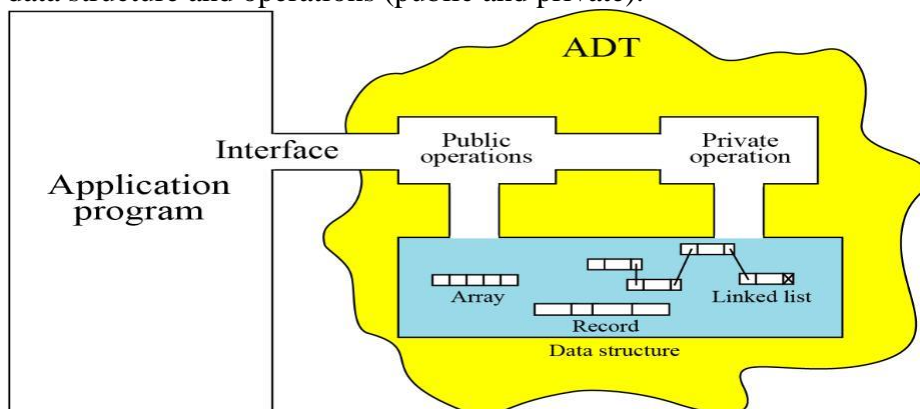 data structure and operations (public and private).
ADT
Interface
Public
operations
Private
operation
Application
program
Array
Linked list
Record
Data structure